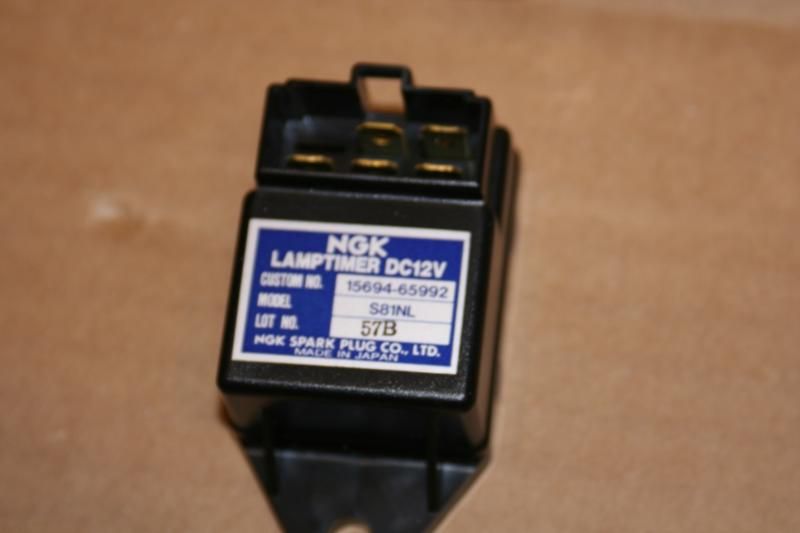 NGK
LAMPTIMER DC12V
CUSTOM NO. 15694-65992
MODEL S81NL
LOT NO. 57B
NGK SPARK PLUG CO., LTD.
MADE IN JAPAN